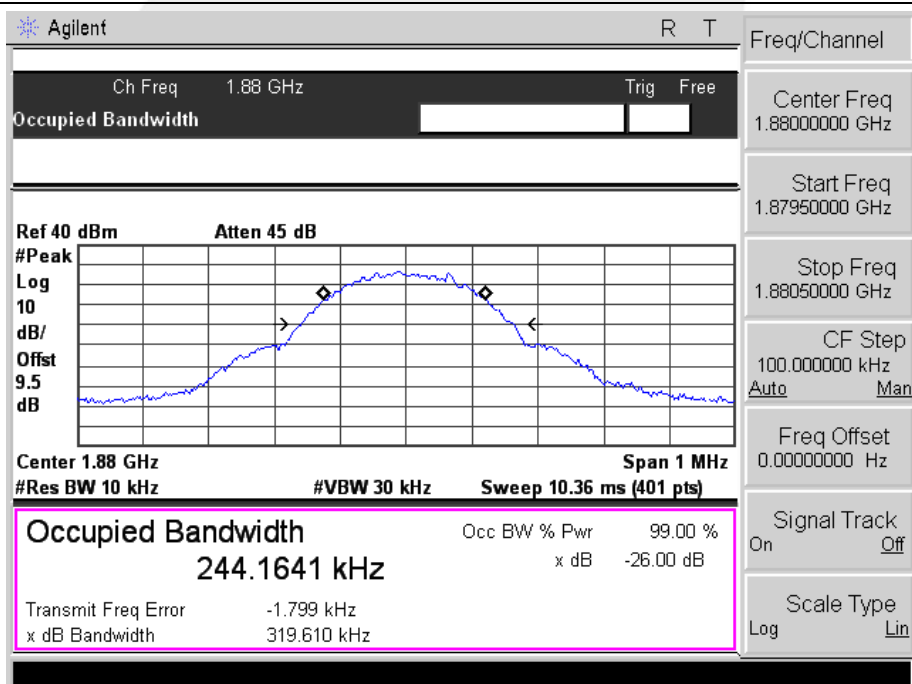 Agilent R T
Ch Freq 1.88 GHz Trig Free
Occupied Bandwidth
Ref 40 dBm Atten 45 dB
#Peak
Log
10
dB/
Offst
9.5
dB
Center 1.88 GHz Span 1 MHz
#Res BW 10 kHz #VBW 30 kHz Sweep 10.36 ms (401 pts)
Occupied Bandwidth Occ BW % Pwr 99.00 %
244.1641 kHz x dB -26.00 dB
Transmit Freq Error -1.799 kHz
x dB Bandwidth 319.610 kHz
Freq/Channel
Center Freq
1.88000000 GHz
Start Freq
1.87950000 GHz
Stop Freq
1.88050000 GHz
CF Step
100.000000 kHz
Auto Man
Freq Offset
0.00000000 Hz
Signal Track
On Off
Scale Type
Log Lin